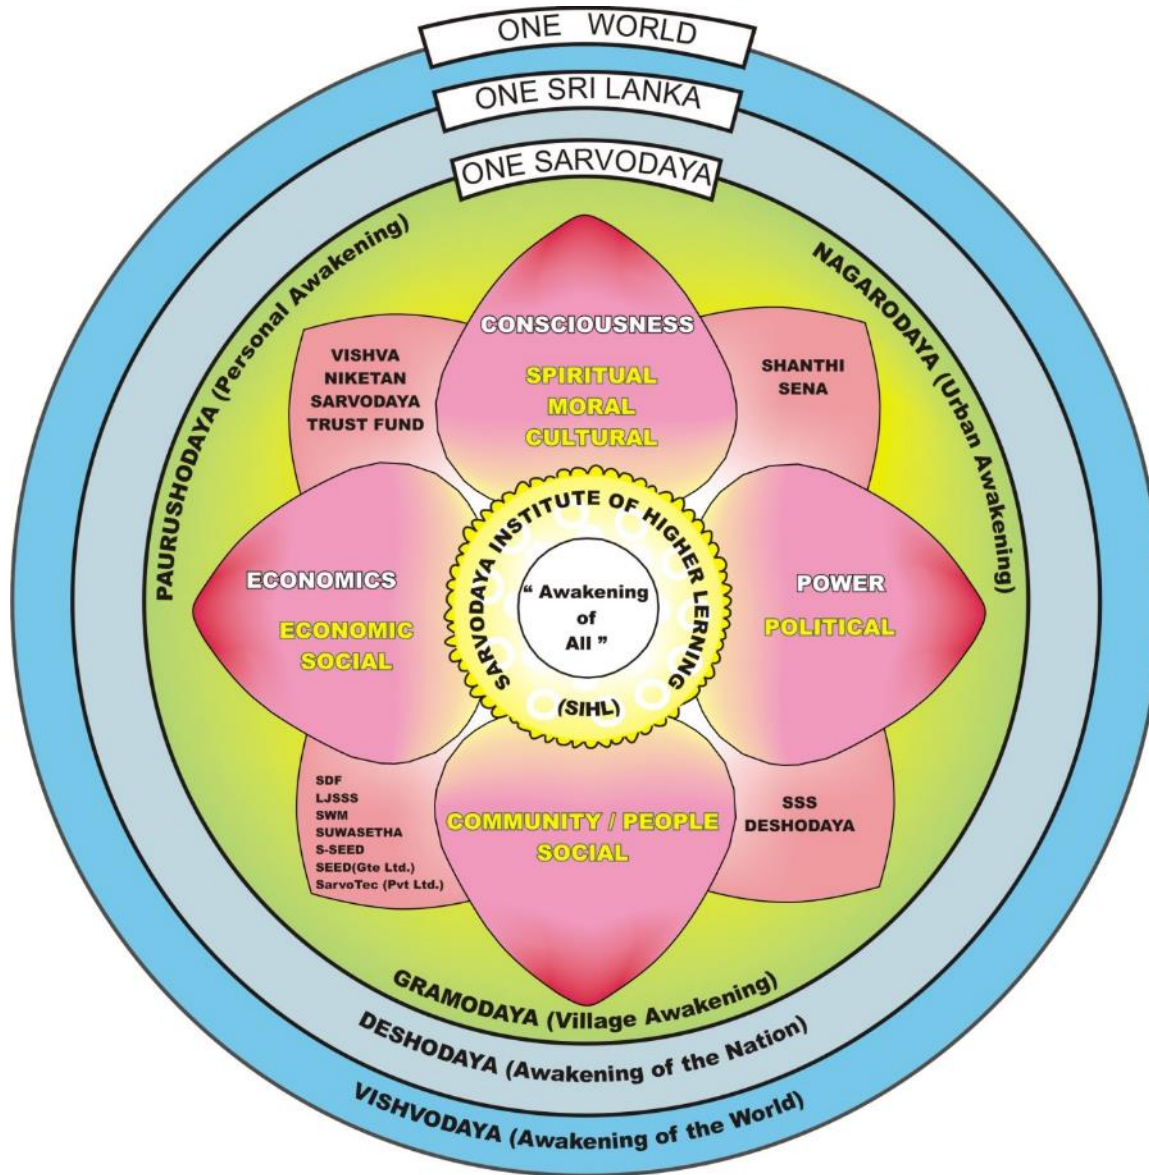 ONE WORLD
ONE SRI LANKA
ONE SARVODAYA
PAURUSHODAYA (Personal Awakening)
NAGARODAYA (Urban Awakening)
CONSCIOUSNESS
SPIRITUAL
MORAL
CULTURAL
VISHVA
NIKETAN
SARVODAYA
TRUST FUND
SHANTHI
SENA
SARVODAYA INSTITUTE OF HIGHER LERNING
(SIHL)
“ Awakening
of
All ”
ECONOMICS
ECONOMIC
SOCIAL
POWER
POLITICAL
SDF
LJSSS
SWM
SUWASETHA
S-SEED
SEED(Gte Ltd.)
SarvoTec (Pvt Ltd.)
COMMUNITY / PEOPLE
SOCIAL
SSS
DESHODAYA
GRAMODAYA (Village Awakening)
DESHODAYA (Awakening of the Nation)
VISHVODAYA (Awakening of the World)